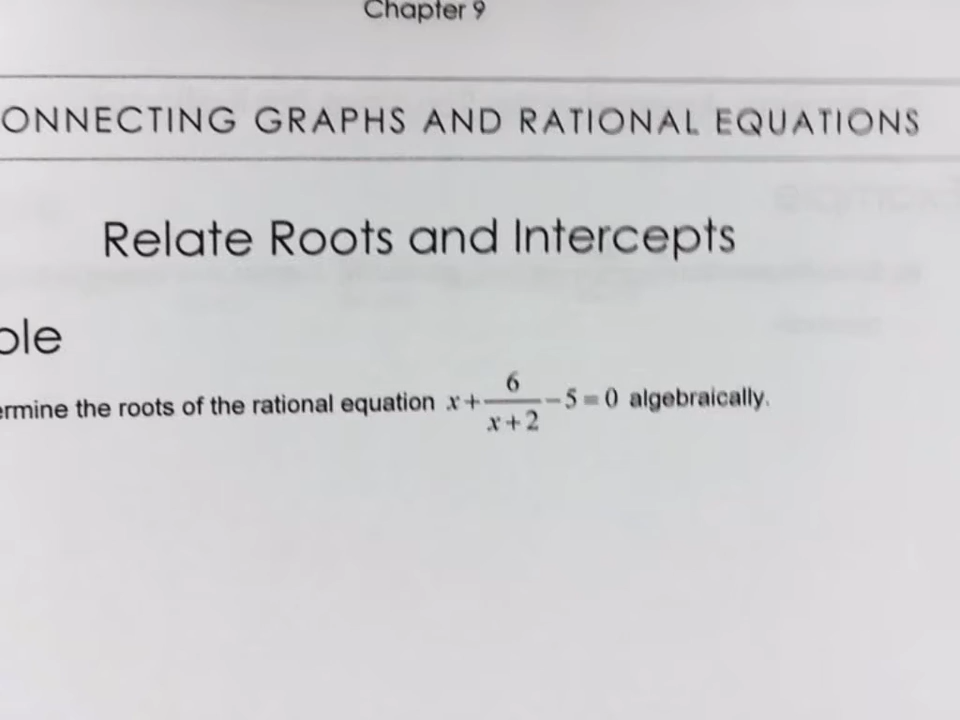 Chapter 9
ONNECTING GRAPHS AND RATIONAL EQUATIONS
Relate Roots and Intercepts
ple
ermine the roots of the rational equation x + 6/(x+2) − 5 = 0 algebraically.